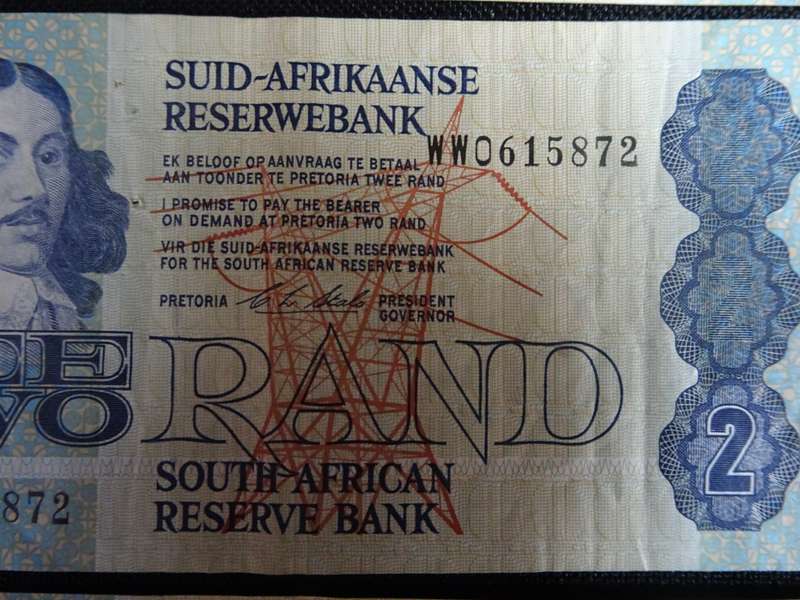 SUID-AFRIKAANSE
RESERWEBANK
WW0615872
EK BELOOF OP AANVRAAG TE BETAAL
AAN TOONDER TE PRETORIA TWEE RAND
I PROMISE TO PAY THE BEARER
ON DEMAND AT PRETORIA TWO RAND
VIR DIE SUID-AFRIKAANSE RESERWEBANK
FOR THE SOUTH AFRICAN RESERVE BANK
PRETORIA
PRESIDENT
GOVERNOR
RAND
2
SOUTH AFRICAN
RESERVE BANK
872